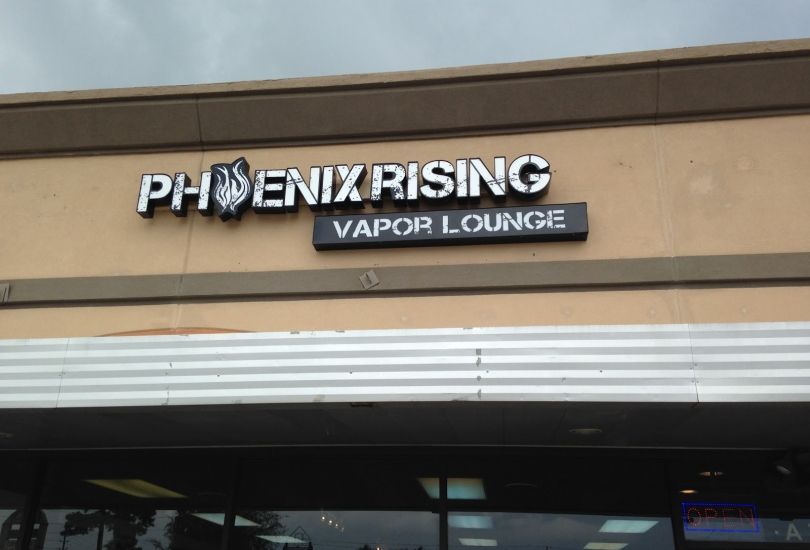 PHOENIX RISING
VAPOR LOUNGE
OPEN
A